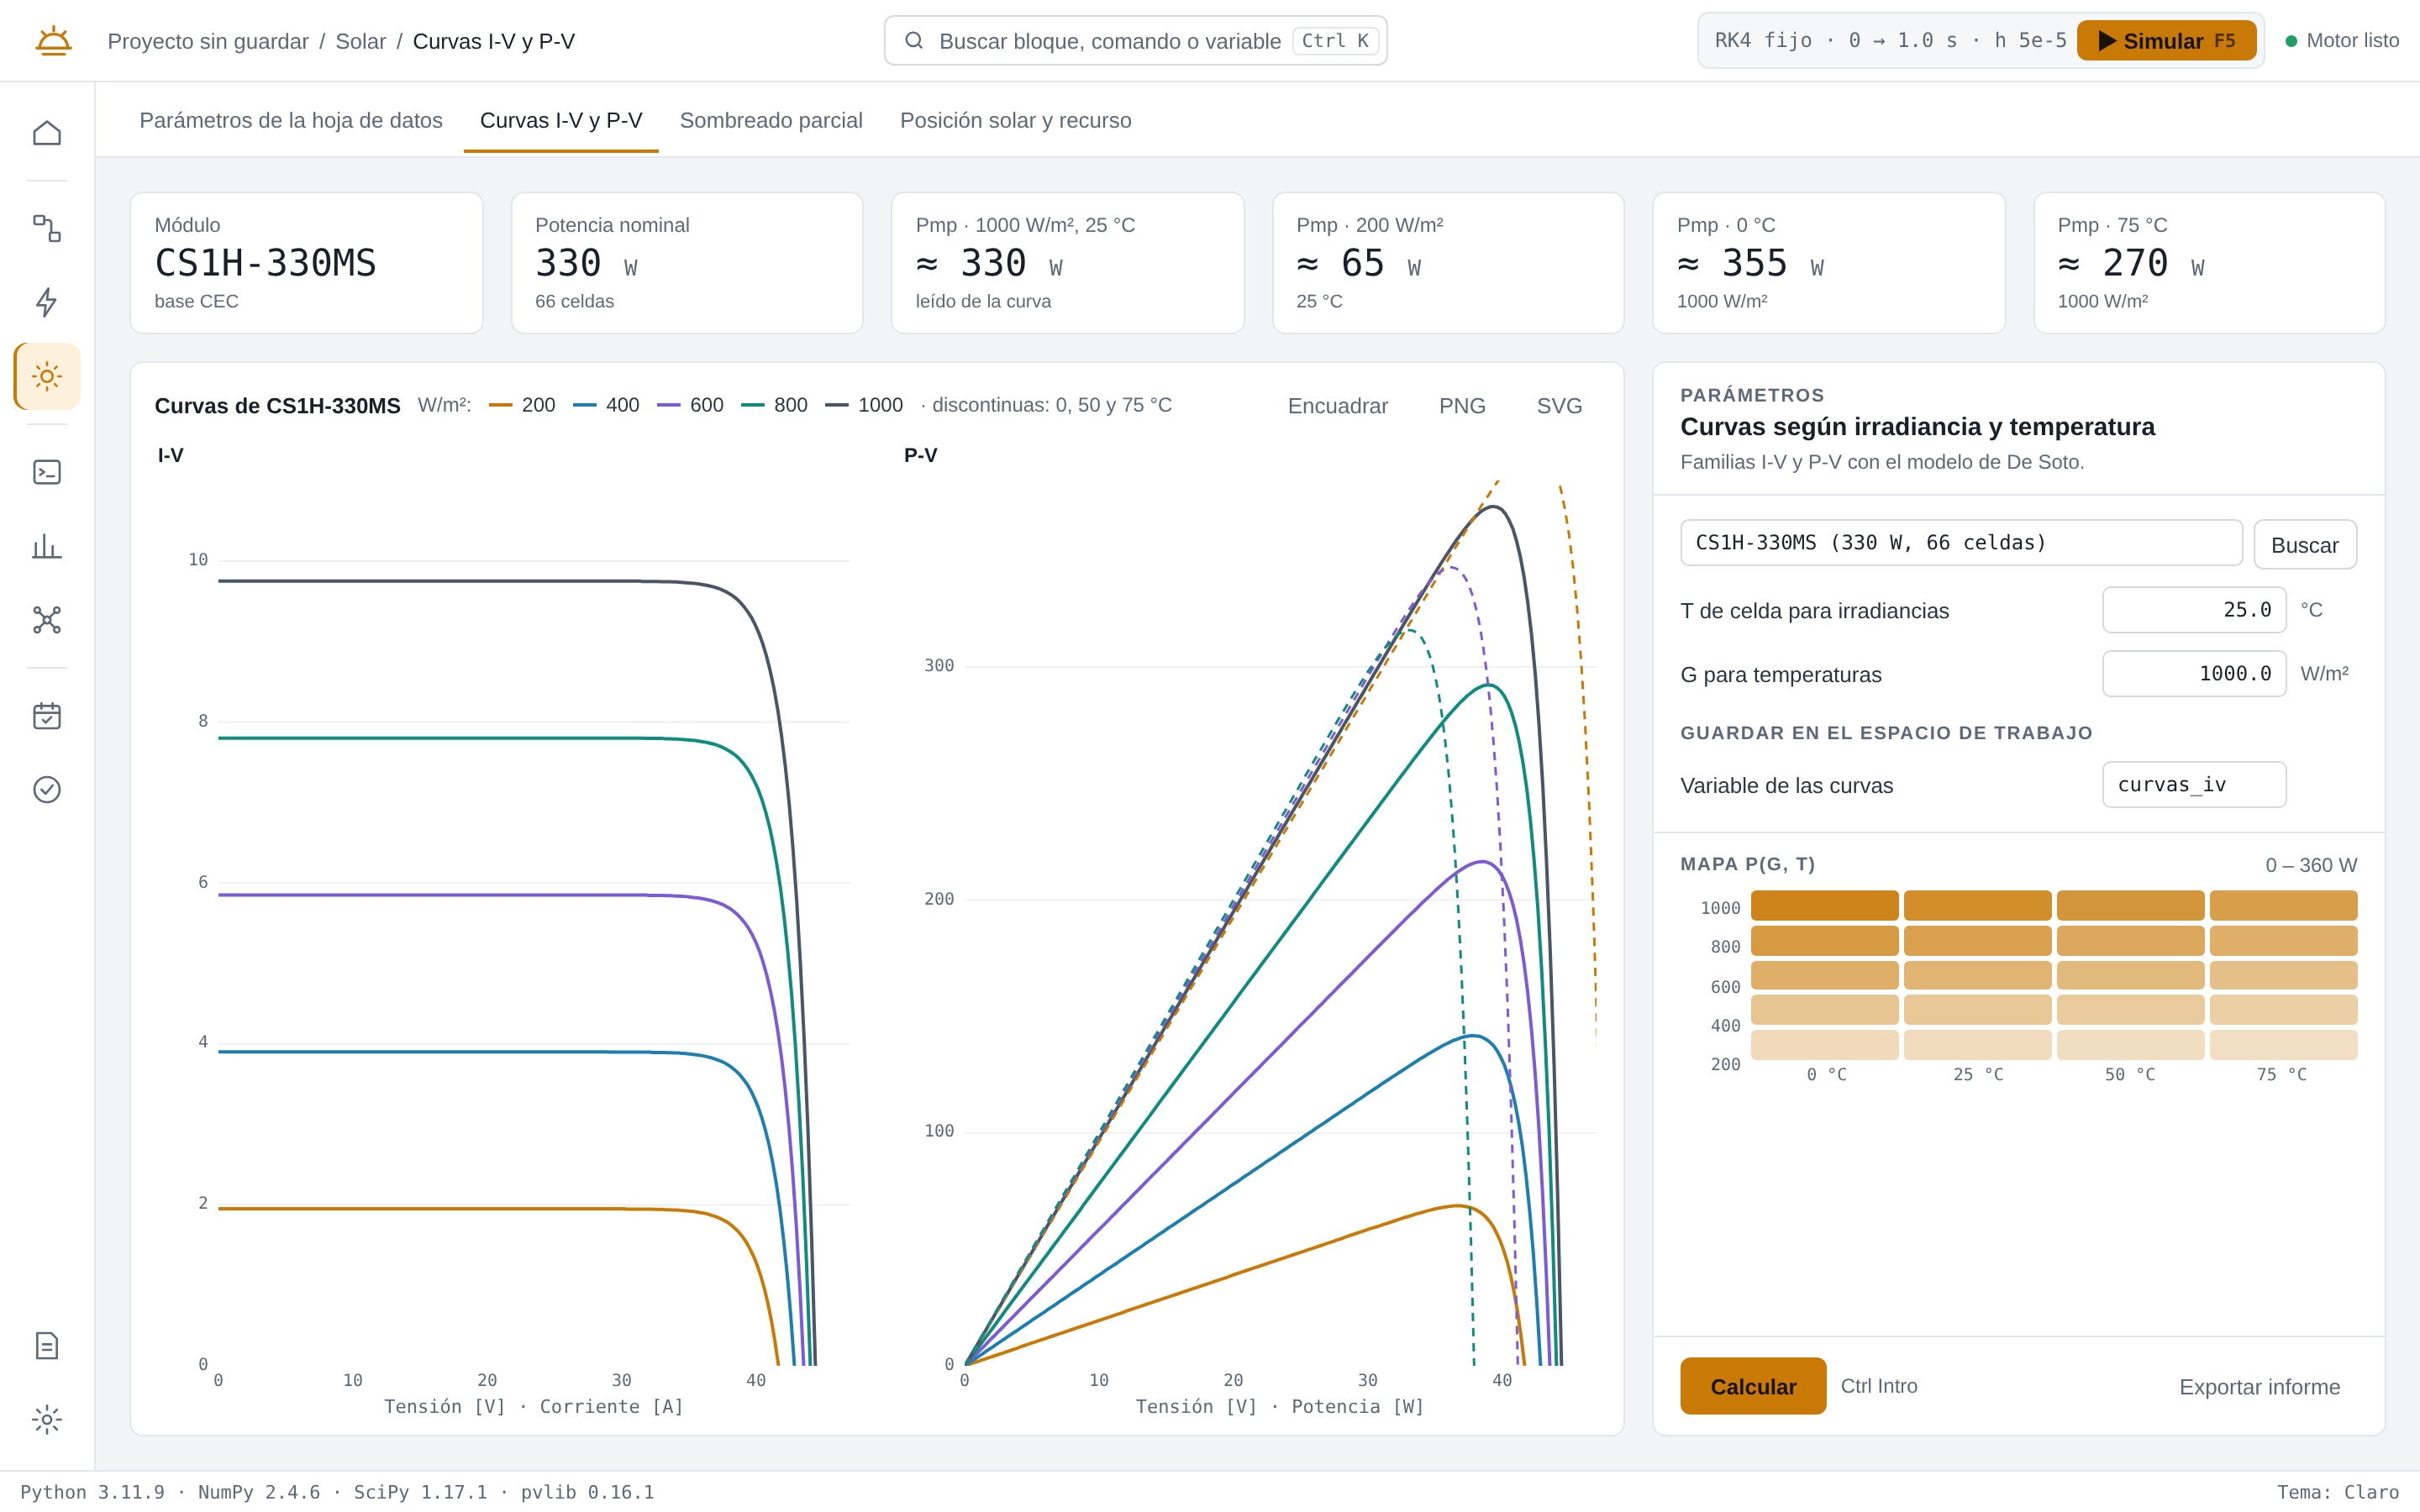 Proyecto sin guardar / Solar / Curvas I-V y P-V
Buscar bloque, comando o variable Ctrl K
RK4 fijo · 0 → 1.0 s · h 5e-5
Simular F5
Motor listo
Parámetros de la hoja de datos
Curvas I-V y P-V
Sombreado parcial
Posición solar y recurso
Módulo
CS1H-330MS
base CEC
Potencia nominal
330 W
66 celdas
Pmp · 1000 W/m², 25 °C
≈ 330 W
leído de la curva
Pmp · 200 W/m²
≈ 65 W
25 °C
Pmp · 0 °C
≈ 355 W
1000 W/m²
Pmp · 75 °C
≈ 270 W
1000 W/m²
Curvas de CS1H-330MS W/m²: 200 400 600 800 1000 · discontinuas: 0, 50 y 75 °C
Encuadrar PNG SVG
I-V
10
8
6
4
2
0
0 10 20 30 40
Tensión [V] · Corriente [A]
P-V
300
200
100
0
0 10 20 30 40
Tensión [V] · Potencia [W]
PARÁMETROS
Curvas según irradiancia y temperatura
Familias I-V y P-V con el modelo de De Soto.
CS1H-330MS (330 W, 66 celdas) Buscar
T de celda para irradiancias 25.0 °C
G para temperaturas 1000.0 W/m²
GUARDAR EN EL ESPACIO DE TRABAJO
Variable de las curvas curvas_iv
MAPA P(G, T) 0 – 360 W
1000
800
600
400
200
0 °C 25 °C 50 °C 75 °C
Calcular Ctrl Intro Exportar informe
Python 3.11.9 · NumPy 2.4.6 · SciPy 1.17.1 · pvlib 0.16.1
Tema: Claro